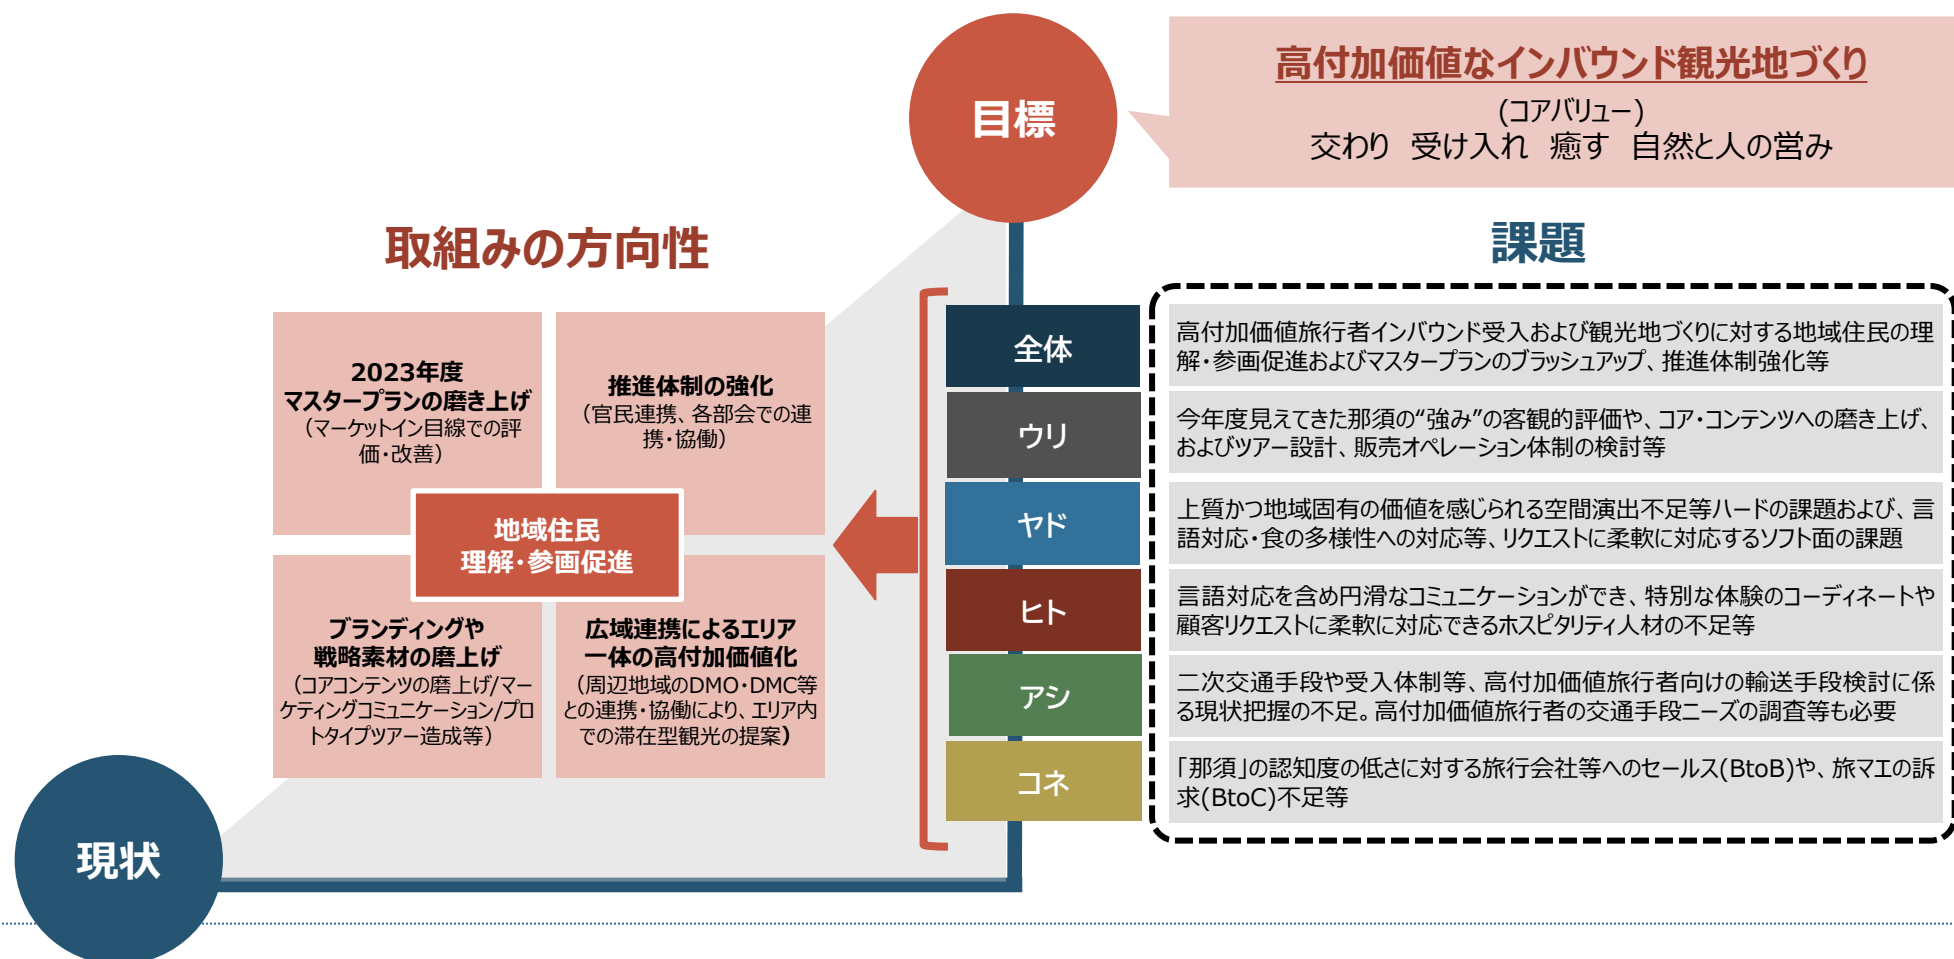 目標
高付加価値なインバウンド観光地づくり
(コアバリュー)
交わり 受け入れ 癒す 自然と人の営み
取組みの方向性
2023年度
マスタープランの磨き上げ
（マーケットイン目線での評
価・改善）
推進体制の強化
（官民連携、各部会での連
携・協働）
地域住民
理解・参画促進
ブランディングや
戦略素材の磨上げ
（コアコンテンツの磨上げ/マー
ケティングコミュニケーション/プロ
トタイプツアー造成等）
広域連携によるエリア
一体の高付加価値化
（周辺地域のDMO・DMC等
との連携・協働により、エリア内
での滞在型観光の提案）
課題
全体
高付加価値旅行者インバウンド受入および観光地づくりに対する地域住民の理
解・参画促進およびマスタープランのブラッシュアップ、推進体制強化等
ウリ
今年度見えてきた那須の“強み”の客観的評価や、コア・コンテンツへの磨き上げ、
およびツアー設計、販売オペレーション体制の検討等
ヤド
上質かつ地域固有の価値を感じられる空間演出不足等ハードの課題および、言
語対応・食の多様性への対応等、リクエストに柔軟に対応するソフト面の課題
ヒト
言語対応を含め円滑なコミュニケーションができ、特別な体験のコーディネートや
顧客リクエストに柔軟に対応できるホスピタリティ人材の不足等
アシ
二次交通手段や受入体制等、高付加価値旅行者向けの輸送手段検討に係
る現状把握の不足。高付加価値旅行者の交通手段ニーズの調査等も必要
コネ
「那須」の認知度の低さに対する旅行会社等へのセールス(BtoB)や、旅マエの訴
求(BtoC)不足等
現状